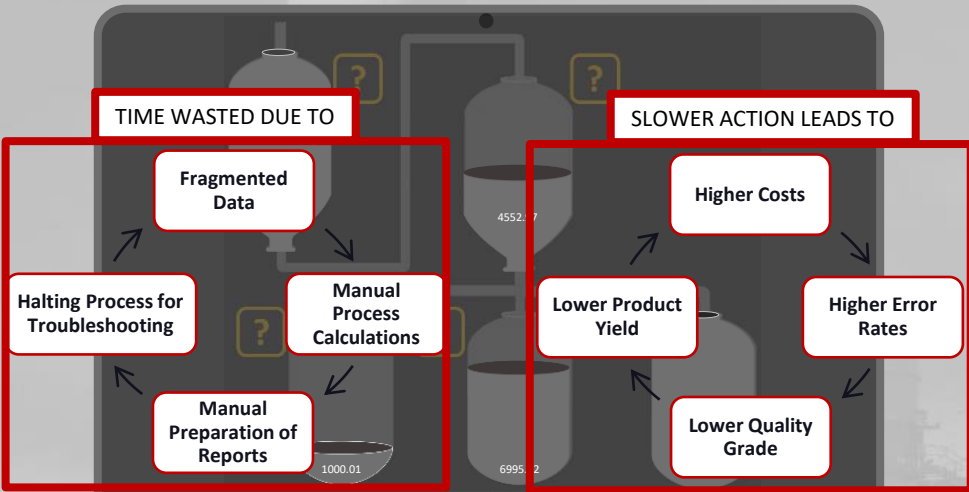 TIME WASTED DUE TO
Fragmented
Data
Manual
Process
Calculations
Manual
Preparation of
Reports
Halting Process for
Troubleshooting
SLOWER ACTION LEADS TO
Higher Costs
Higher Error
Rates
Lower Quality
Grade
Lower Product
Yield
?
?
?
1000.01